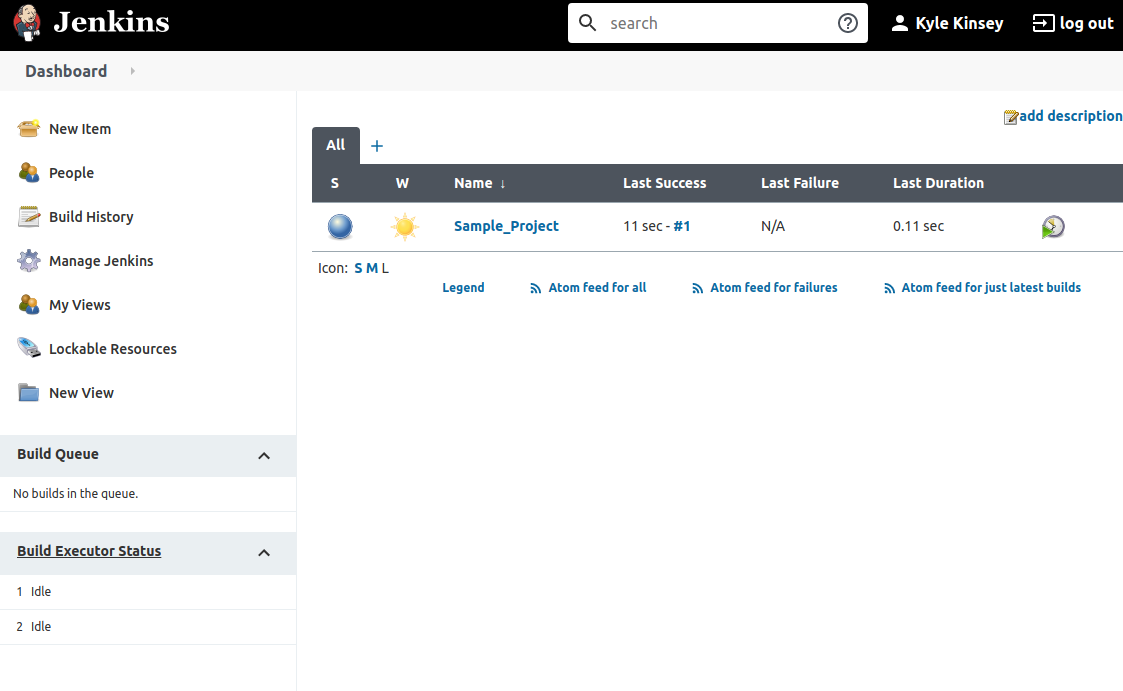 Jenkins
search
Kyle Kinsey
log out
Dashboard
New Item
People
Build History
Manage Jenkins
My Views
Lockable Resources
New View
Build Queue
No builds in the queue.
Build Executor Status
1 Idle
2 Idle
add description
All +
S W Name ↓ Last Success Last Failure Last Duration
Sample_Project 11 sec - #1 N/A 0.11 sec
Icon: S M L
Legend Atom feed for all Atom feed for failures Atom feed for just latest builds